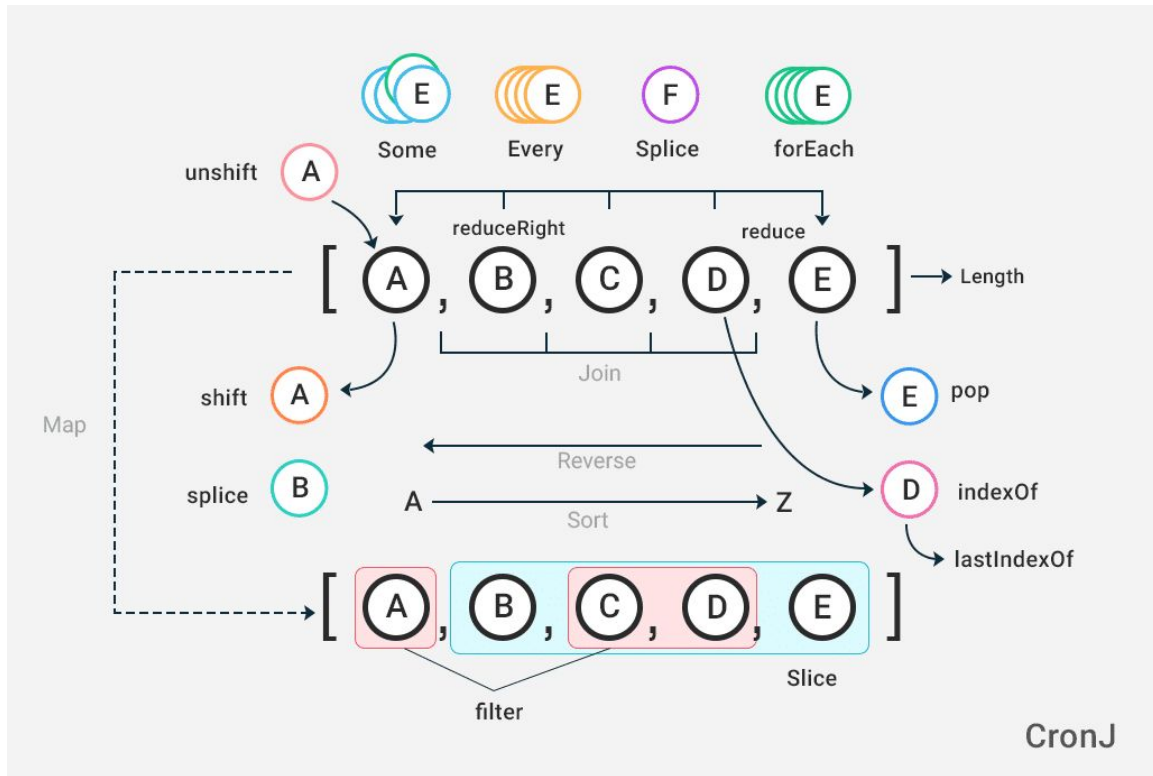 E E F E
Some Every Splice forEach
unshift A
reduceRight reduce
[ A , B , C , D , E ] Length
Join
shift A E pop
Map
Reverse
splice B D indexOf
A Z
Sort
lastIndexOf
[ A , B , C , D , E ]
Slice
filter
CronJ